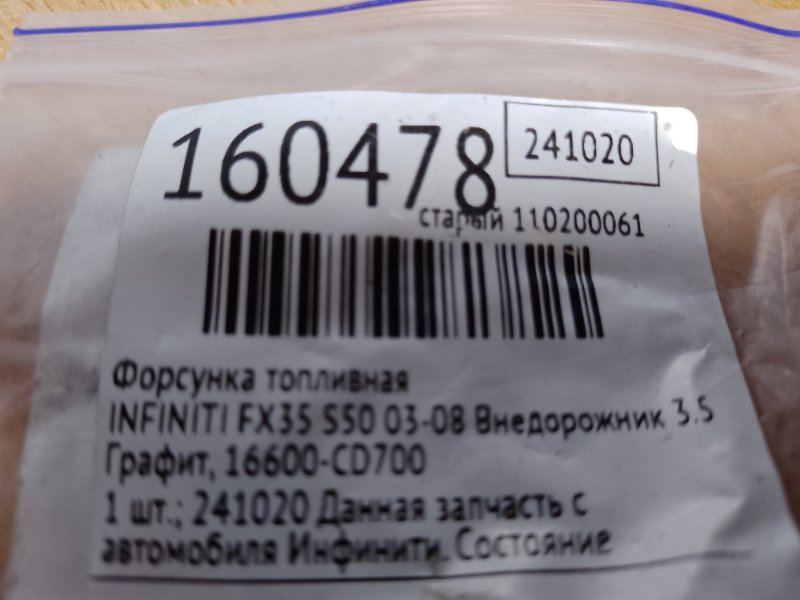 160478
241020
старый 110200061
Форсунка топливная
INFINITI FX35 S50 03-08 Внедорожник 3.5
Графит, 16600-CD700
1 шт.; 241020 Данная запчасть с
автомобиля Инфинити. Состояние